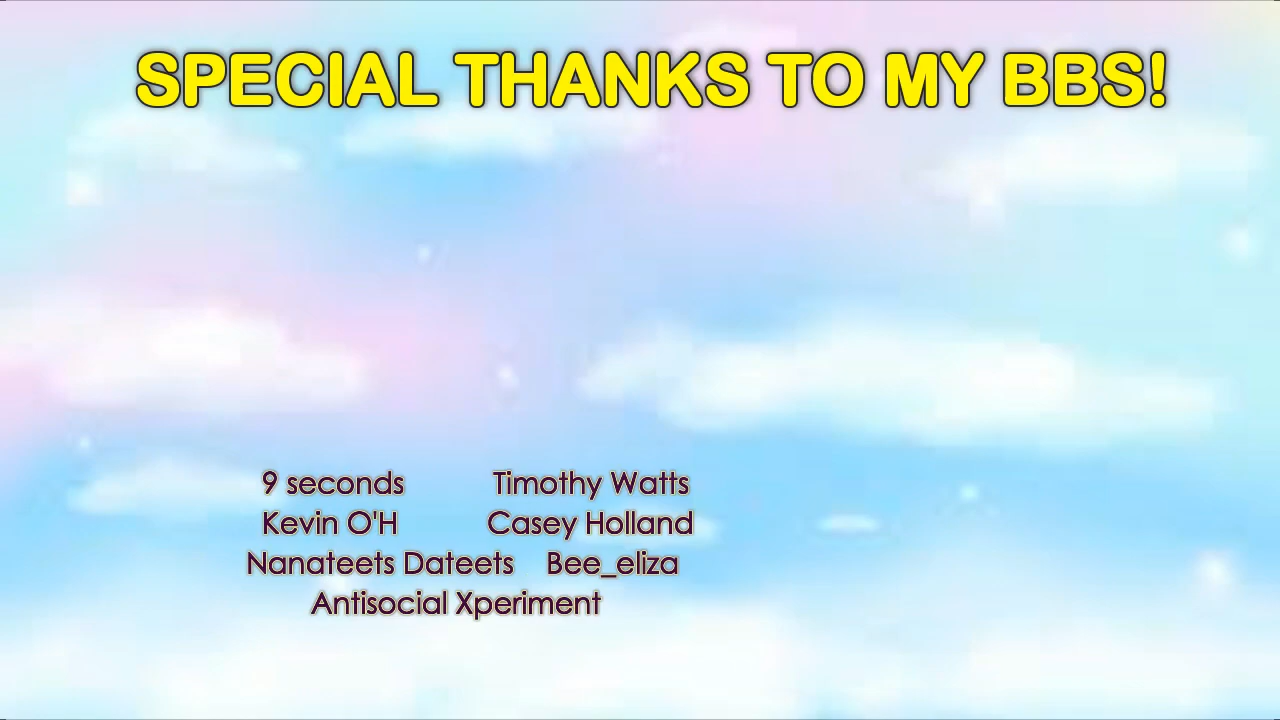 SPECIAL THANKS TO MY BBS!
9 seconds Timothy Watts
Kevin O'H Casey Holland
Nanateets Dateets Bee_eliza
Antisocial Xperiment